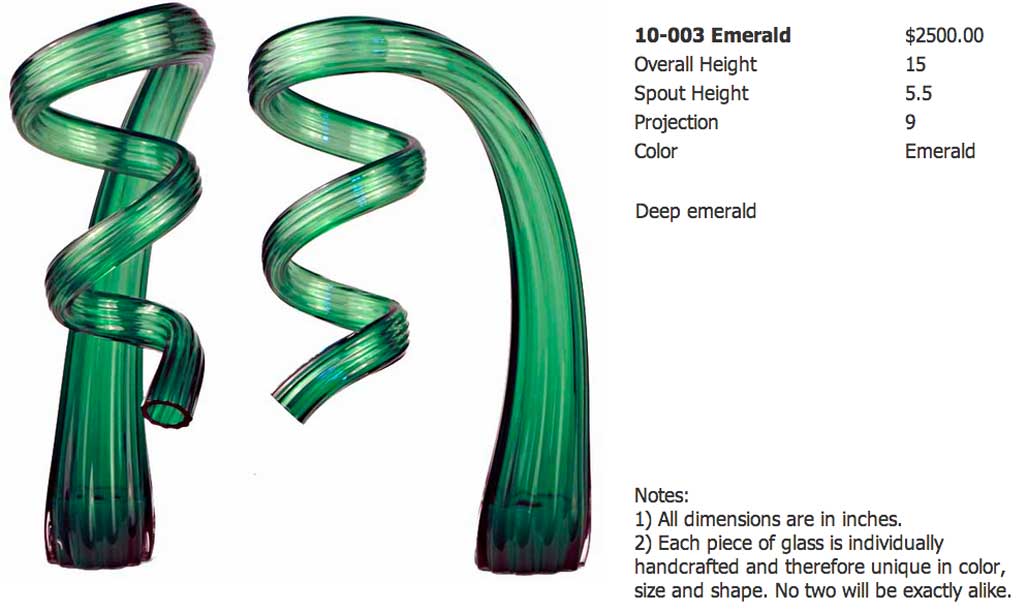 10-003 Emerald $2500.00
Overall Height 15
Spout Height 5.5
Projection 9
Color Emerald
Deep emerald
Notes:
1) All dimensions are in inches.
2) Each piece of glass is individually
handcrafted and therefore unique in color,
size and shape. No two will be exactly alike.